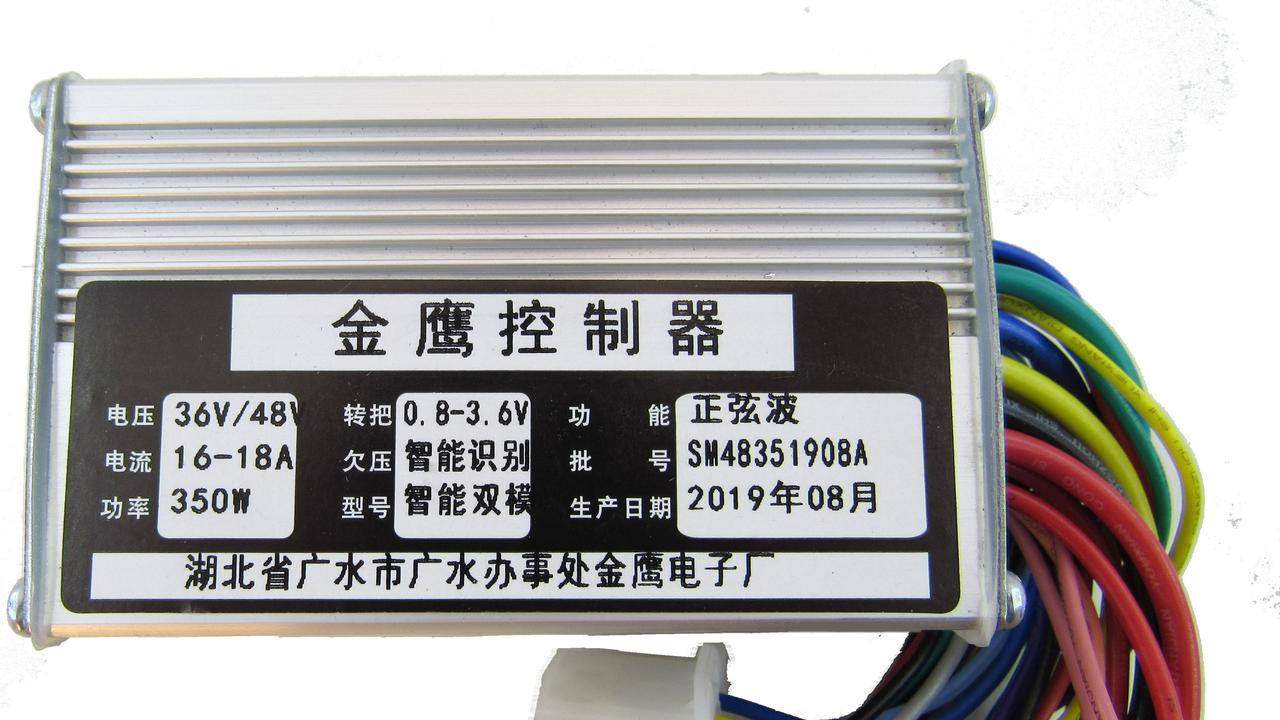 金鹰控制器
电压 36V/48V 转把 0.8-3.6V 功能 正弦波
电流 16-18A 欠压 智能识别 批号 SM48351908A
功率 350W 型号 智能双模 生产日期 2019年08月
湖北省广水市广水办事处金鹰电子厂